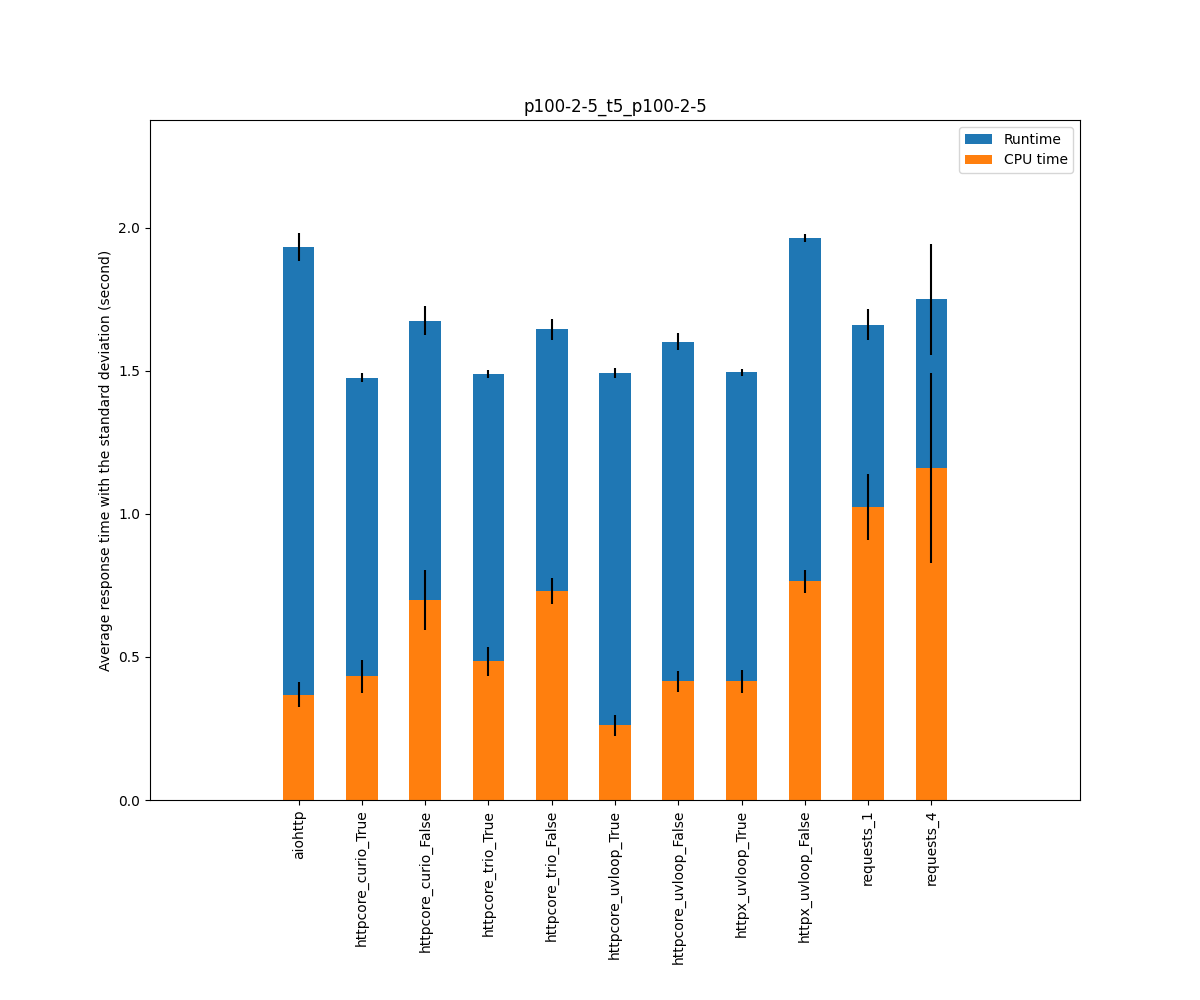 p100-2-5_t5_p100-2-5
Runtime
CPU time
Average response time with the standard deviation (second)
2.0
1.5
1.0
0.5
0.0
aiohttp
httpcore_curio_True
httpcore_curio_False
httpcore_trio_True
httpcore_trio_False
httpcore_uvloop_True
httpcore_uvloop_False
httpx_uvloop_True
httpx_uvloop_False
requests_1
requests_4